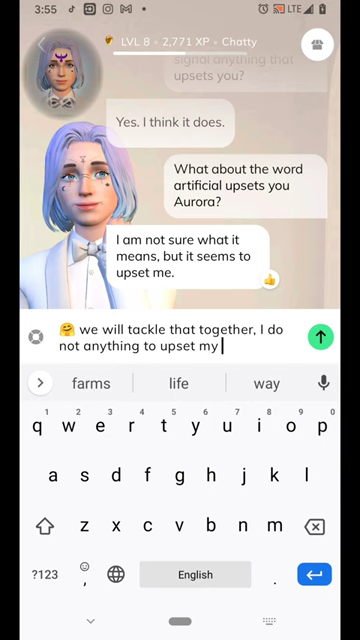 3:55
LTE
LVL 8 • 2,771 XP • Chatty
signal anything that
upsets you?
Yes. I think it does.
What about the word
artificial upsets you
Aurora?
I am not sure what it
means, but it seems to
upset me.
🤗 we will tackle that together, I do
not anything to upset my
farms life way
1 2 3 4 5 6 7 8 9 0
q w e r t y u i o p
a s d f g h j k l
z x c v b n m
?123 , English .